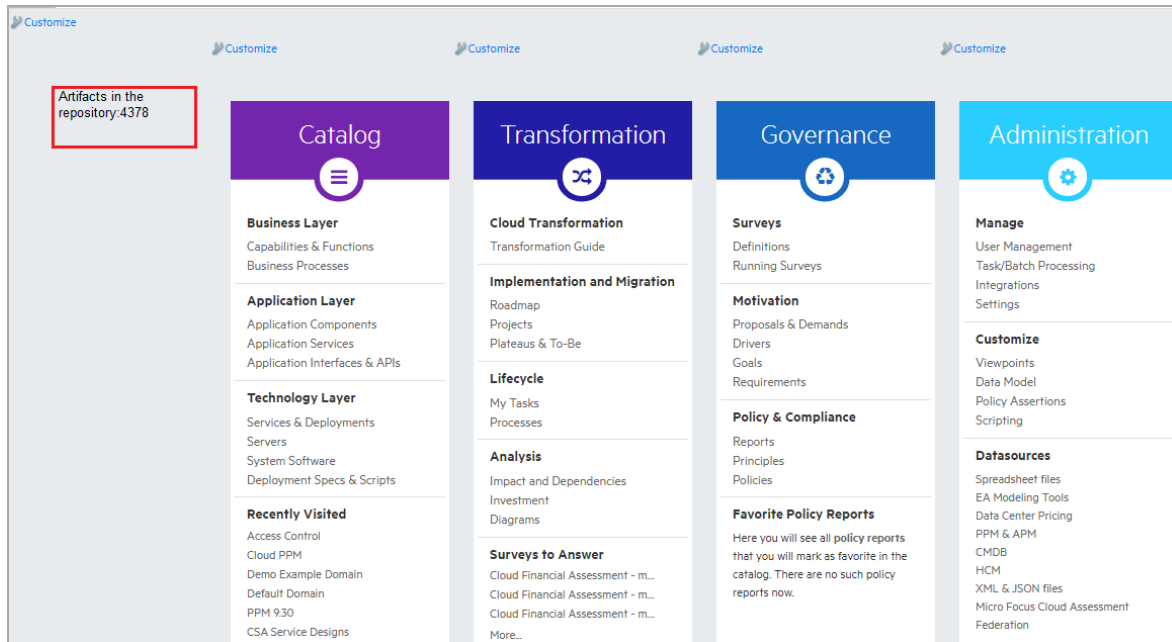 Customize
Customize
Customize
Customize
Customize
Artifacts in the
repository:4378
Catalog
Business Layer
Capabilities & Functions
Business Processes
Application Layer
Application Components
Application Services
Application Interfaces & APIs
Technology Layer
Services & Deployments
Servers
System Software
Deployment Specs & Scripts
Recently Visited
Access Control
Cloud PPM
Demo Example Domain
Default Domain
PPM 9.30
CSA Service Designs
Transformation
Cloud Transformation
Transformation Guide
Implementation and Migration
Roadmap
Projects
Plateaus & To-Be
Lifecycle
My Tasks
Processes
Analysis
Impact and Dependencies
Investment
Diagrams
Surveys to Answer
Cloud Financial Assessment - m...
Cloud Financial Assessment - m...
Cloud Financial Assessment - m...
More...
Governance
Surveys
Definitions
Running Surveys
Motivation
Proposals & Demands
Drivers
Goals
Requirements
Policy & Compliance
Reports
Principles
Policies
Favorite Policy Reports
Here you will see all policy reports
that you will mark as favorite in the
catalog. There are no such policy
reports now.
Administration
Manage
User Management
Task/Batch Processing
Integrations
Settings
Customize
Viewpoints
Data Model
Policy Assertions
Scripting
Datasources
Spreadsheet files
EA Modeling Tools
Data Center Pricing
PPM & APM
CMDB
HCM
XML & JSON files
Micro Focus Cloud Assessment
Federation